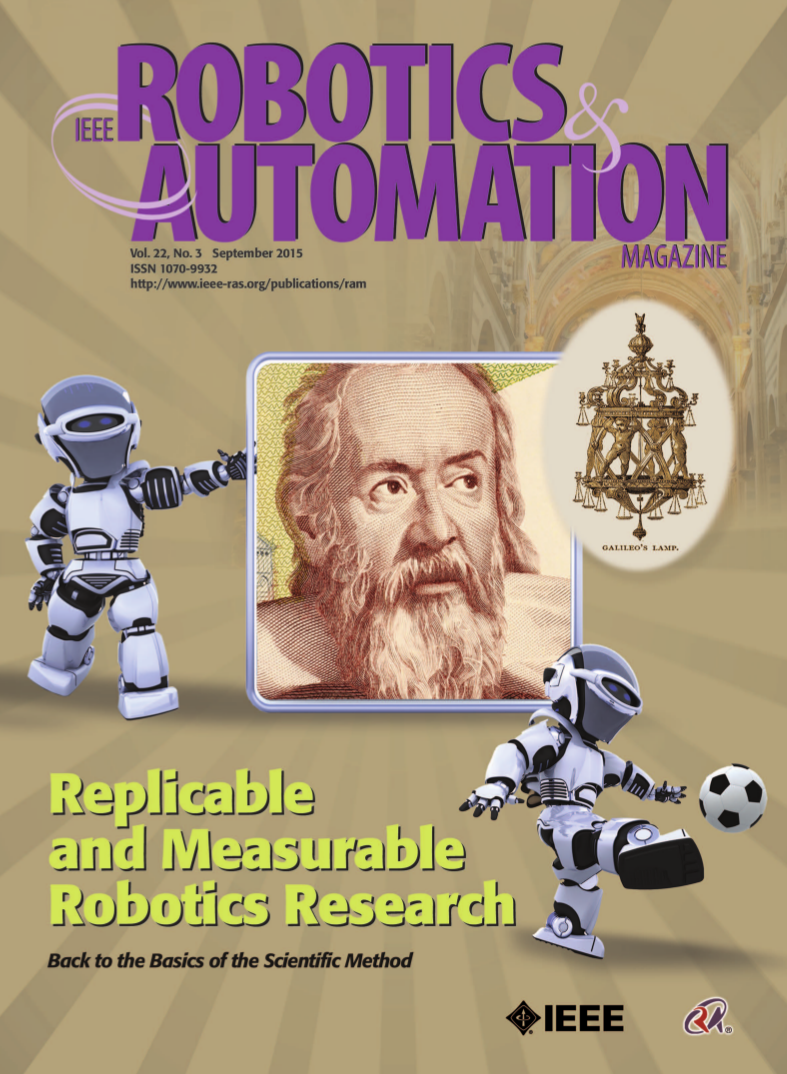 IEEE ROBOTICS &
AUTOMATION
MAGAZINE
Vol. 22, No. 3 September 2015
ISSN 1070-9932
http://www.ieee-ras.org/publications/ram
GALILEO'S LAMP.
Replicable
and Measurable
Robotics Research
Back to the Basics of the Scientific Method
IEEE
RA®